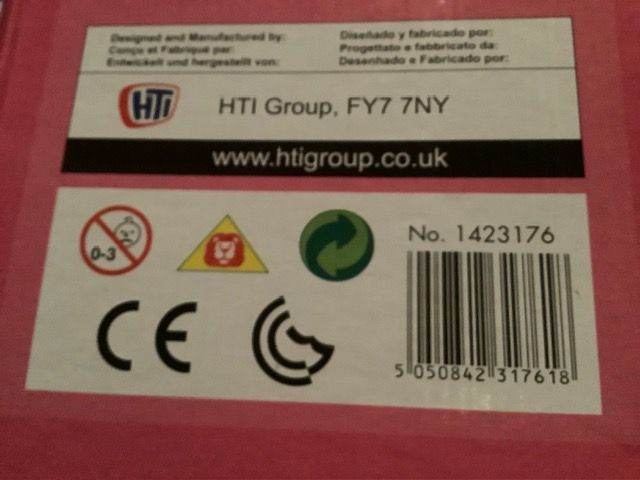 Designed and Manufactured by:
Conçu et Fabriqué par:
Entwickelt und hergestellt von:
Diseñado y fabricado por:
Progettato e fabbricato da:
Desenhado e Fabricado por:
HTI
HTI Group, FY7 7NY
www.htigroup.co.uk
0-3
No. 1423176
CE
5 050842 317618